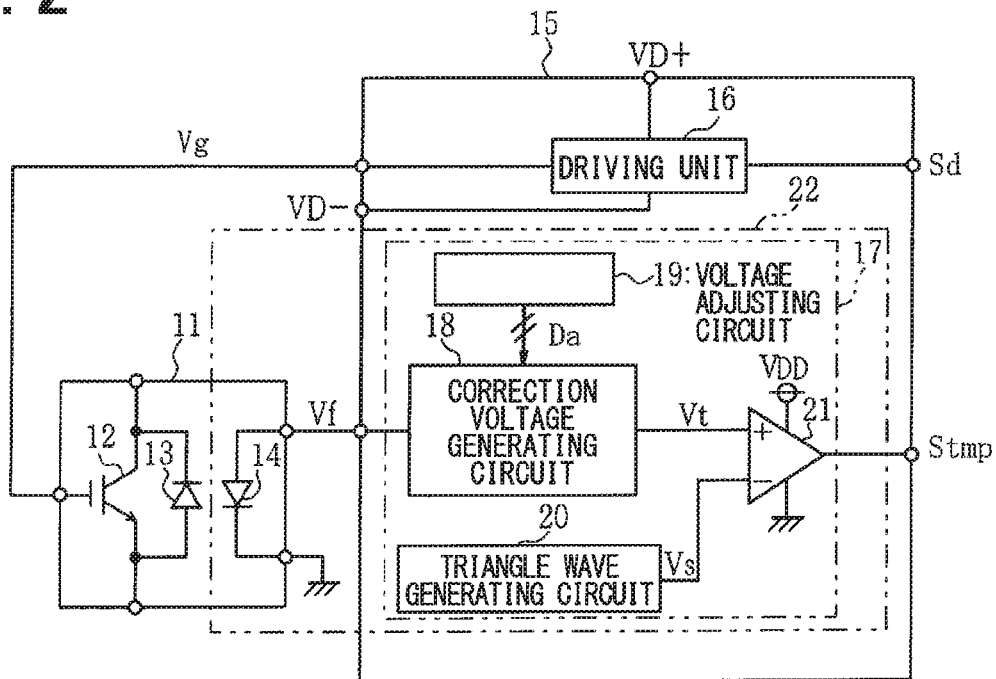 . 2
15
VD+
16
Vg
DRIVING UNIT
Sd
VD-
22
17
19:VOLTAGE
ADJUSTING
CIRCUIT
Da
18
11
VDD
CORRECTION
VOLTAGE
GENERATING
CIRCUIT
Vf
Vt
21
+
-
Stmp
12
13
14
20
TRIANGLE WAVE
GENERATING CIRCUIT
Vs